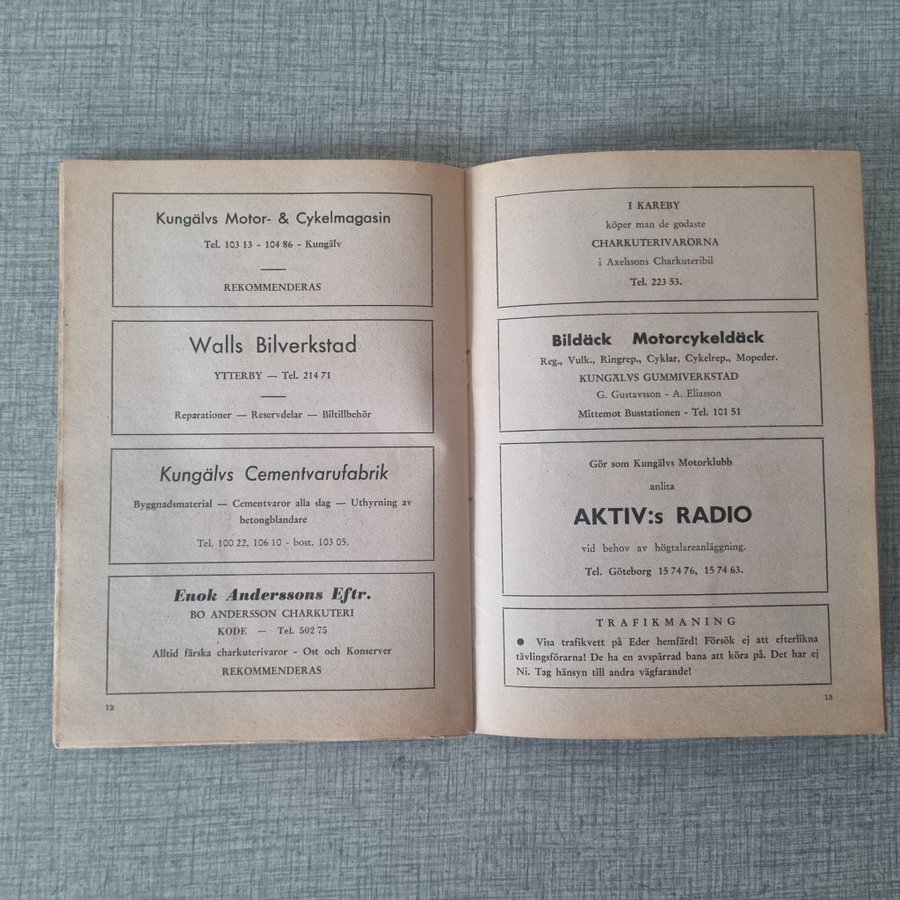 Kungälvs Motor- & Cykelmagasin
Tel. 103 13 - 104 86 - Kungälv
REKOMMENDERAS
Walls Bilverkstad
YTTERBY — Tel. 214 71
Reparationer — Reservdelar — Biltillbehör
Kungälvs Cementvarufabrik
Byggnadsmaterial — Cementvaror alla slag — Uthyrning av
betongblandare
Tel. 100 22, 106 10 - bost. 103 05.
Enok Anderssons Eftr.
BO ANDERSSON CHARKUTERI
KODE — Tel. 502 75
Alltid färska charkuterivaror - Ost och Konserver
REKOMMENDERAS
12
I KAREBY
köper man de godaste
CHARKUTERIVARORNA
i Axelssons Charkuteribil
Tel. 223 53.
Bildäck Motorcykeldäck
Reg., Vulk., Ringrep., Cyklar, Cykelrep., Mopeder.
KUNGÄLVS GUMMIVERKSTAD
G. Gustavsson - A. Eliasson
Mittemot Busstationen - Tel. 101 51
Gör som Kungälvs Motorklubb
anlita
AKTIV:s RADIO
vid behov av högtalareanläggning.
Tel. Göteborg 15 74 76, 15 74 63.
TRAFIKMANING
● Visa trafikvett på Eder hemfärd! Försök ej att efterlikna
tävlingsförarna! De ha en avspärrad bana att köra på. Det har ej
Ni. Tag hänsyn till andra vägfarande!
13